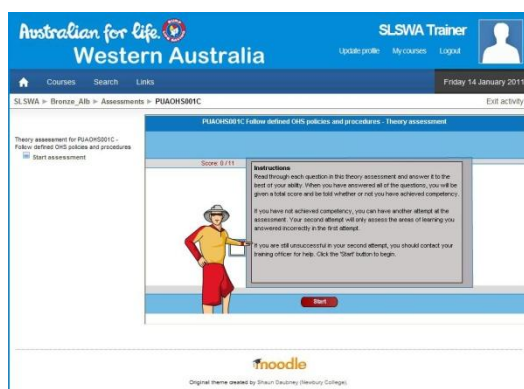 Australian for life.
Western Australia
SLSWA Trainer
Update profile My courses Logout
Courses Search Links
Friday 14 January 2011
SLSWA ► Bronze_Alb ► Assessments ► PUAOHS001C
Exit activity
PUAOHS001C Follow defined OHS policies and procedures - Theory assessment
Theory assessment for PUAOHS001C -
Follow defined OHS policies and procedures
Start assessment
Score: 0 / 11
Instructions
Read through each question in this theory assessment and answer it to the
best of your ability. When you have answered all of the questions, you will be
given a total score and be told whether or not you have achieved competency.
If you have not achieved competency, you can have another attempt at the
assessment. Your second attempt will only assess the areas of learning you
answered incorrectly in the first attempt.
If you are still unsuccessful in your second attempt, you should contact your
training officer for help. Click the 'Start' button to begin.
Start
moodle
Original theme created by Shaun Daubney (Newbury College).